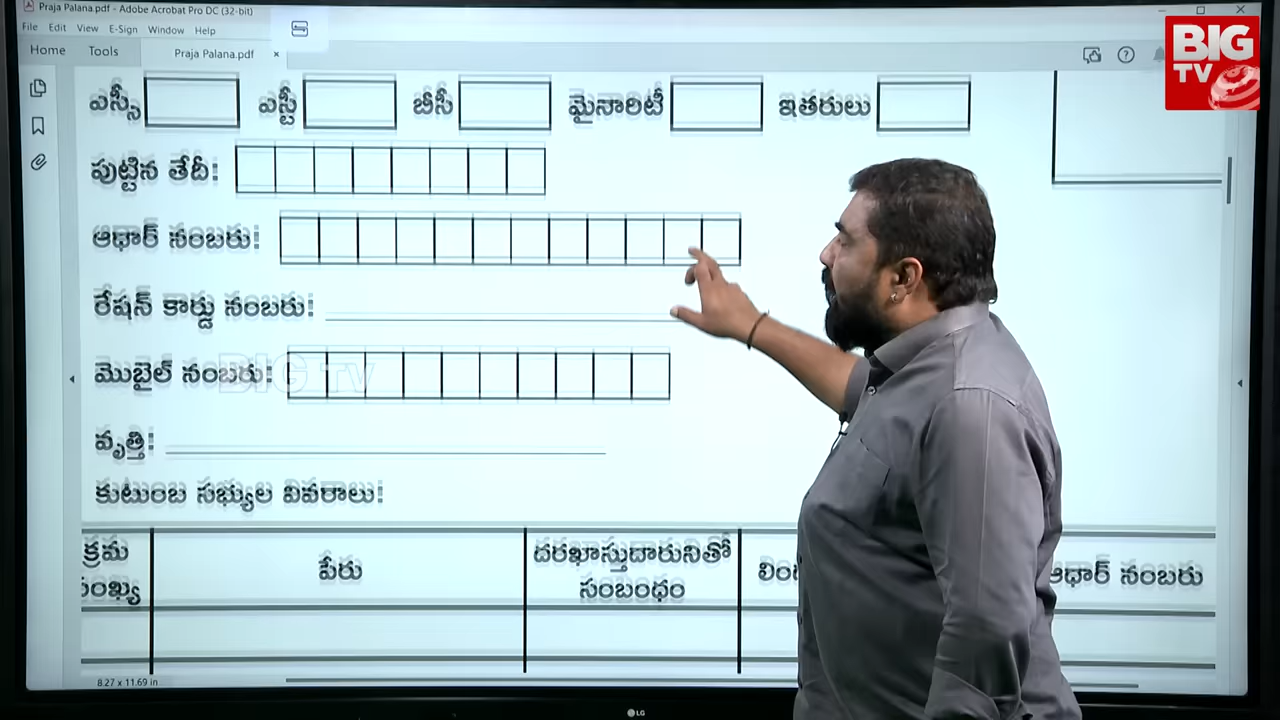 Praja Palana.pdf - Adobe Acrobat Pro DC (32-bit)
File Edit View E-Sign Window Help
Home Tools Praja Palana.pdf ×
BIG
TV
ఎస్సీ ఎస్టీ బీసీ మైనారిటీ ఇతరులు
పుట్టిన తేదీ:
ఆధార్ నంబరు:
రేషన్ కార్డు నంబరు:
మొబైల్ నంబరు:
BIG TV
వృత్తి:
కుటుంబ సభ్యుల వివరాలు:
క్రమ
సంఖ్య
పేరు
దరఖాస్తుదారునితో
సంబంధం
ఆధార్ నంబరు
8.27 x 11.69 in
LG